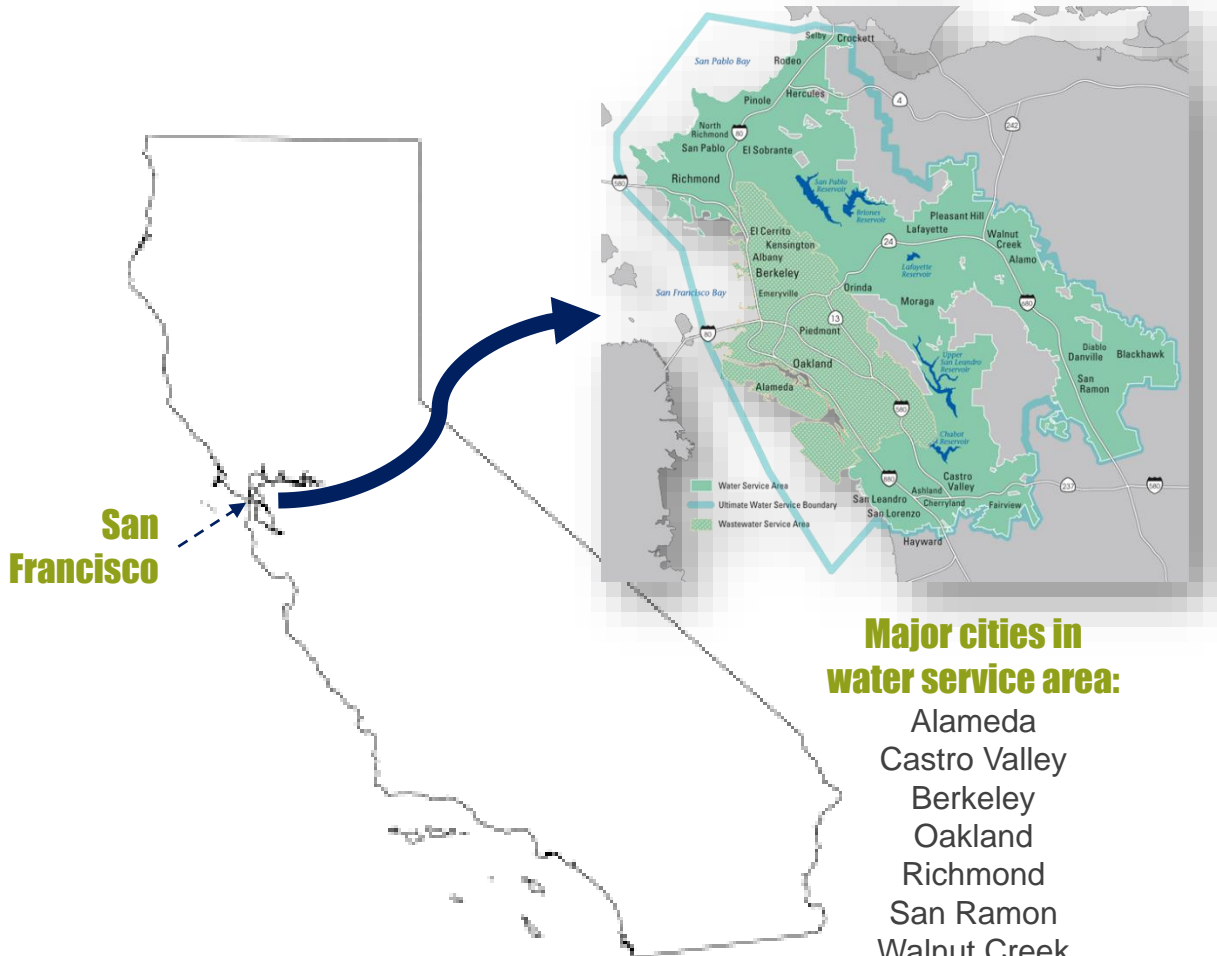 San
Francisco
San Pablo Bay
Selby
Crockett
Rodeo
Hercules
4
Pinole
242
North
Richmond
80
San Pablo
El Sobrante
580
Richmond
San Pablo
Reservoir
Briones
Reservoir
Pleasant Hill
Lafayette
El Cerrito
Kensington
24
Walnut
Creek
Albany
Alamo
Berkeley
Lafayette
Reservoir
San Francisco Bay
Emeryville
Orinda
Moraga
680
80
13
Piedmont
Oakland
Upper
San Leandro
Reservoir
Diablo
Danville
Blackhawk
Alameda
San
Ramon
580
Chabot
Reservoir
Castro
Valley
880
Ashland
237
580
San Leandro
Cherryland
Fairview
San Lorenzo
Hayward
Water Service Area
Ultimate Water Service Boundary
Wastewater Service Area
Major cities in
water service area:
Alameda
Castro Valley
Berkeley
Oakland
Richmond
San Ramon
Walnut Creek